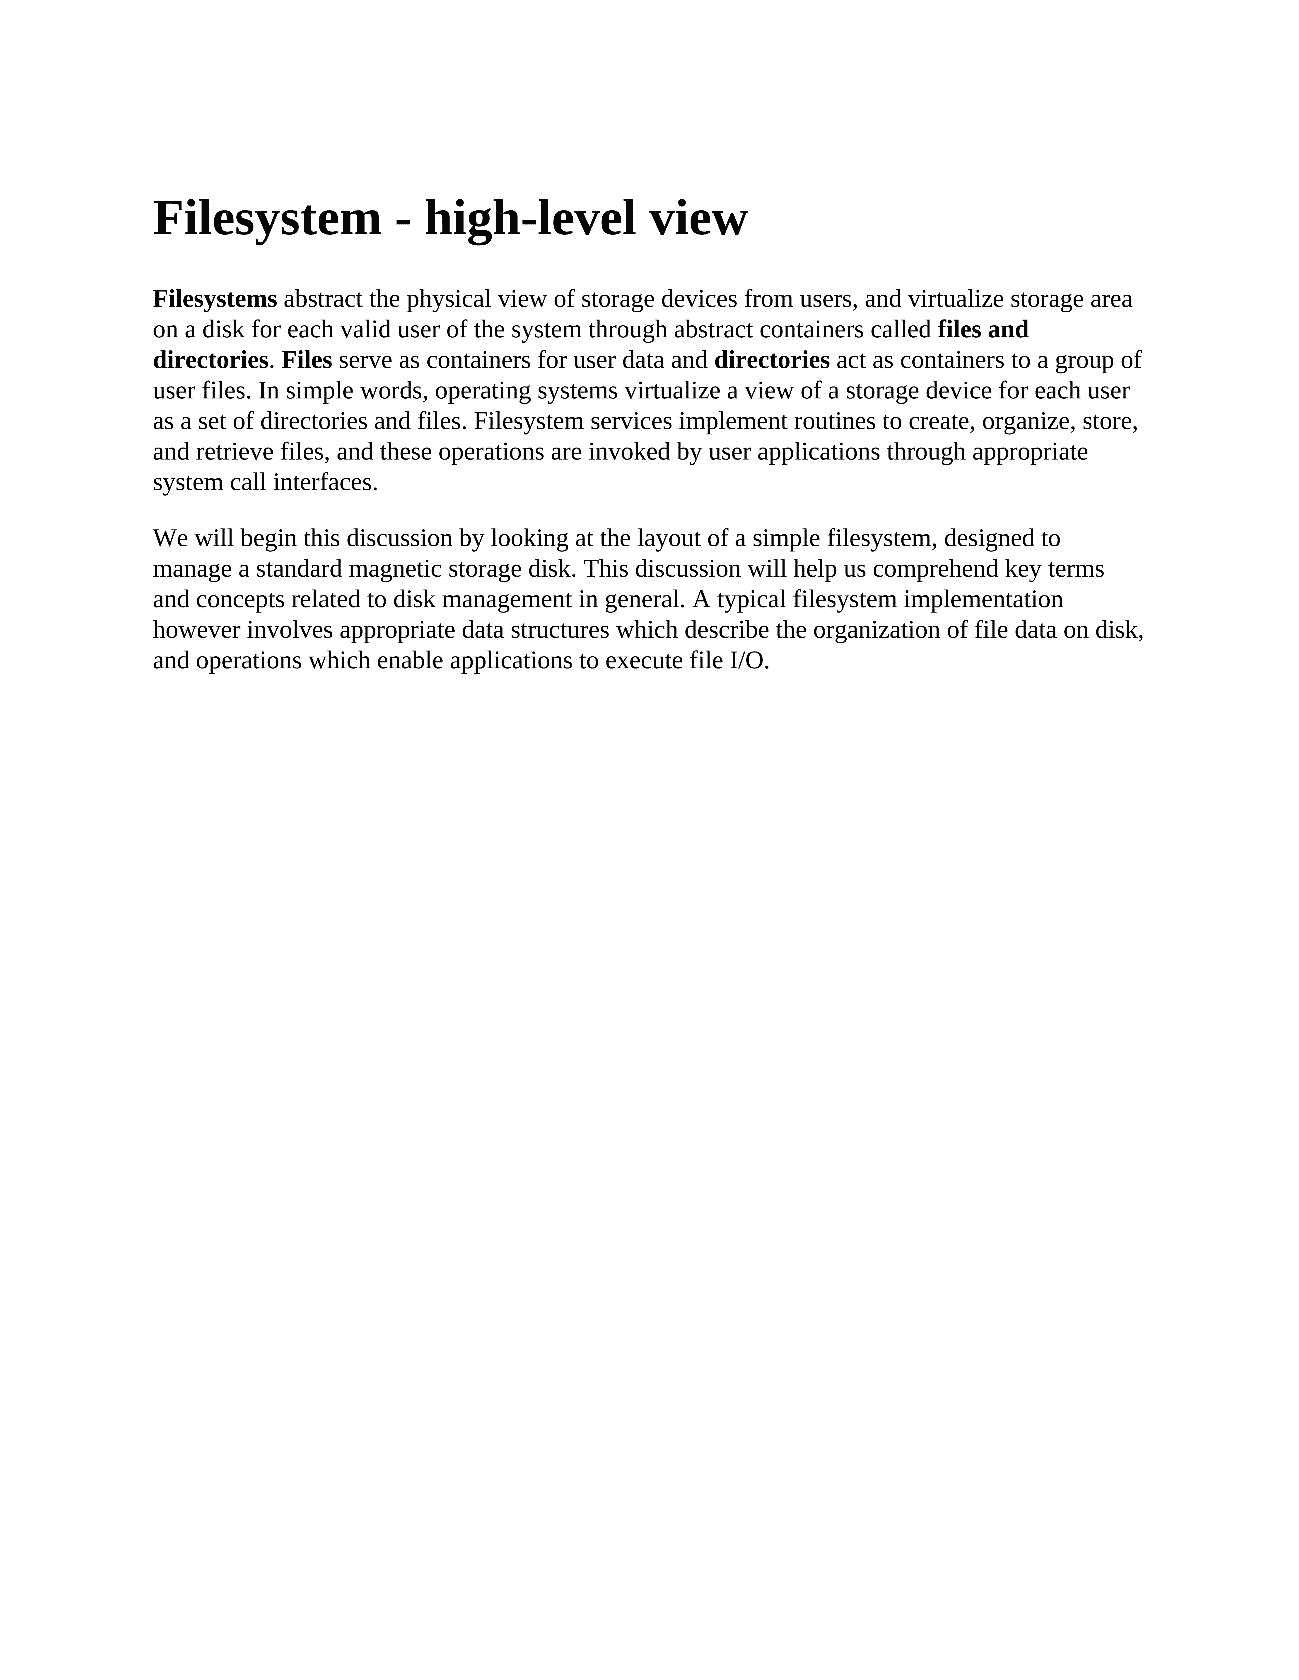 Filesystem - high-level view
Filesystems abstract the physical view of storage devices from users, and virtualize storage area
on a disk for each valid user of the system through abstract containers called files and
directories. Files serve as containers for user data and directories act as containers to a group of
user files. In simple words, operating systems virtualize a view of a storage device for each user
as a set of directories and files. Filesystem services implement routines to create, organize, store,
and retrieve files, and these operations are invoked by user applications through appropriate
system call interfaces.
We will begin this discussion by looking at the layout of a simple filesystem, designed to
manage a standard magnetic storage disk. This discussion will help us comprehend key terms
and concepts related to disk management in general. A typical filesystem implementation
however involves appropriate data structures which describe the organization of file data on disk,
and operations which enable applications to execute file I/O.